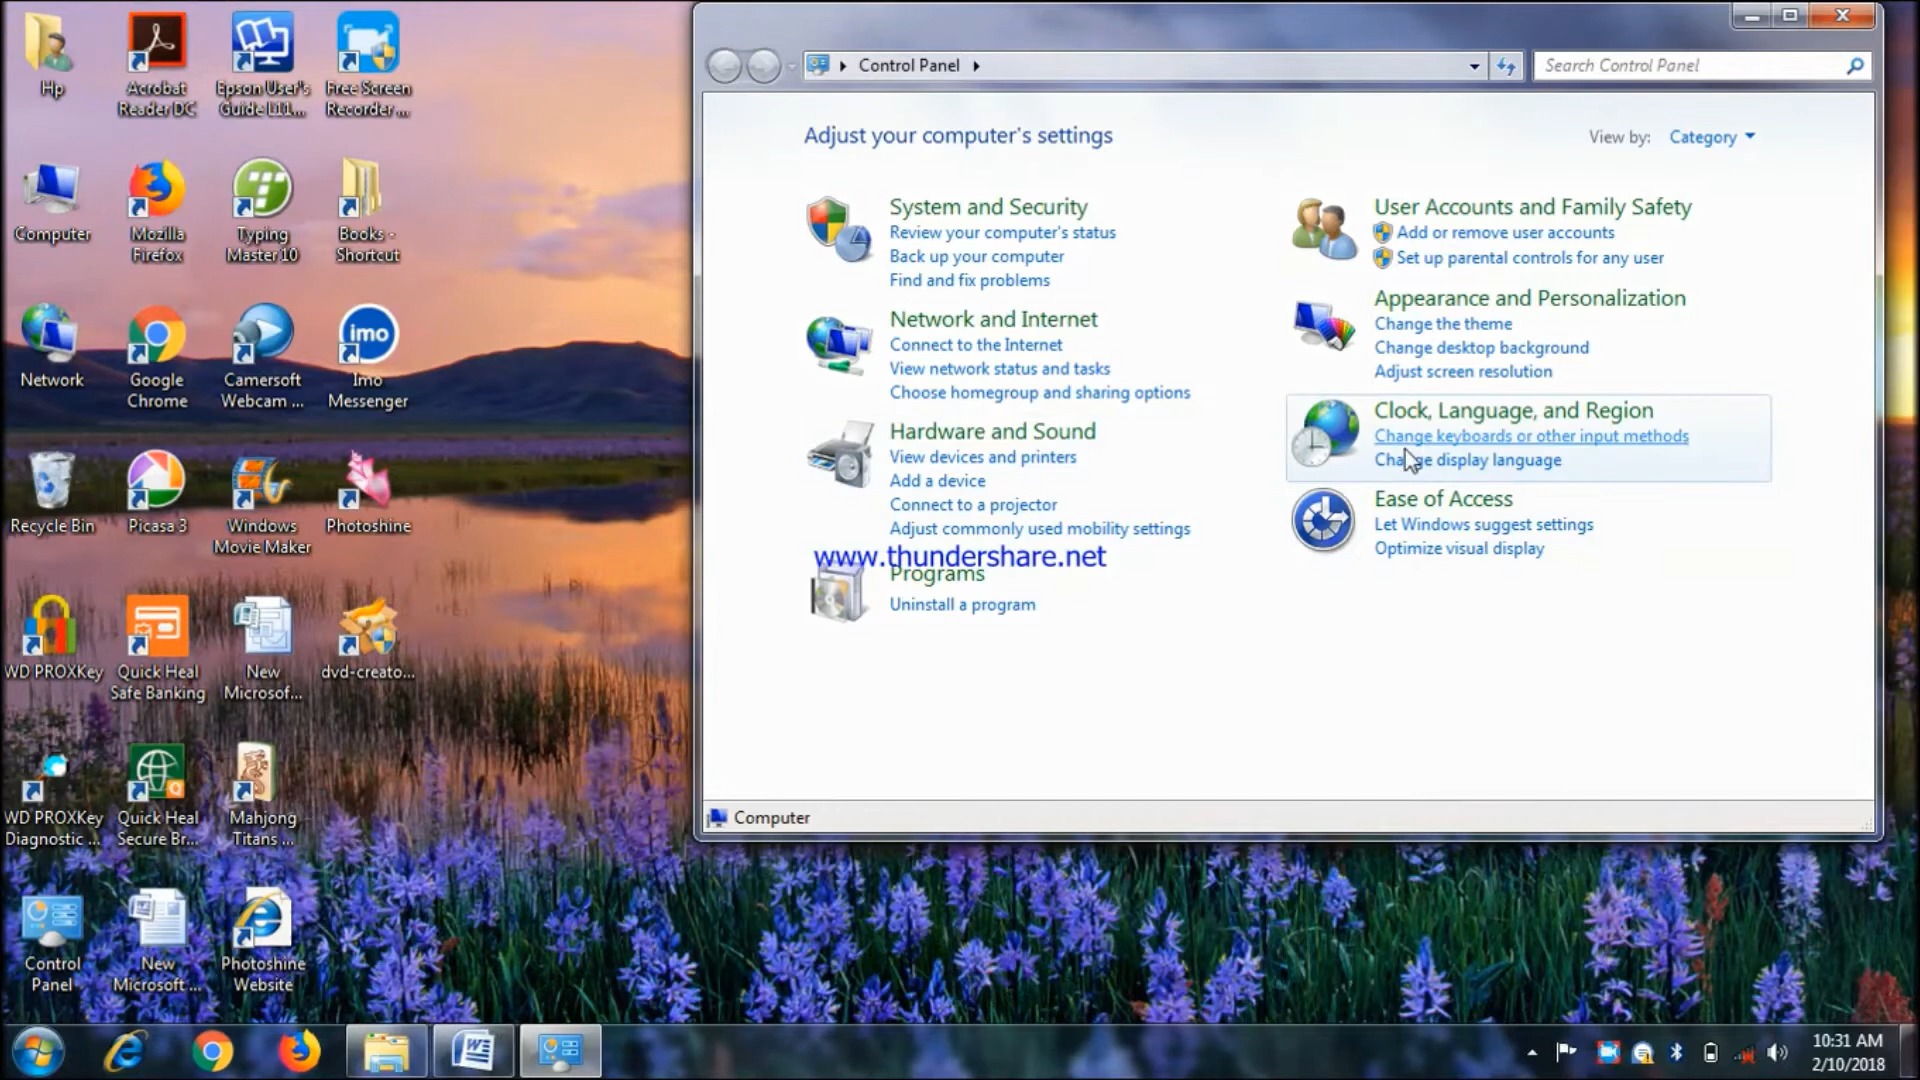 Hp
Acrobat
Reader DC
Epson User's
Guide L11...
Free Screen
Recorder ...
Computer
Mozilla
Firefox
Typing
Master 10
Books -
Shortcut
Network
Google
Chrome
Camersoft
Webcam ...
imo
Imo
Messenger
Recycle Bin
Picasa 3
Windows
Movie Maker
Photoshine
WD PROXKey
Quick Heal
Safe Banking
New
Microsof...
dvd-creato...
WD PROXKey
Diagnostic ...
Quick Heal
Secure Br...
Mahjong
Titans ...
Control
Panel
New
Microsoft ...
Photoshine
Website
Control Panel
Search Control Panel
Adjust your computer's settings
View by: Category
System and Security
Review your computer's status
Back up your computer
Find and fix problems
Network and Internet
Connect to the Internet
View network status and tasks
Choose homegroup and sharing options
Hardware and Sound
View devices and printers
Add a device
Connect to a projector
Adjust commonly used mobility settings
www.thundershare.net
Programs
Uninstall a program
User Accounts and Family Safety
Add or remove user accounts
Set up parental controls for any user
Appearance and Personalization
Change the theme
Change desktop background
Adjust screen resolution
Clock, Language, and Region
Change keyboards or other input methods
Change display language
Ease of Access
Let Windows suggest settings
Optimize visual display
Computer
10:31 AM
2/10/2018